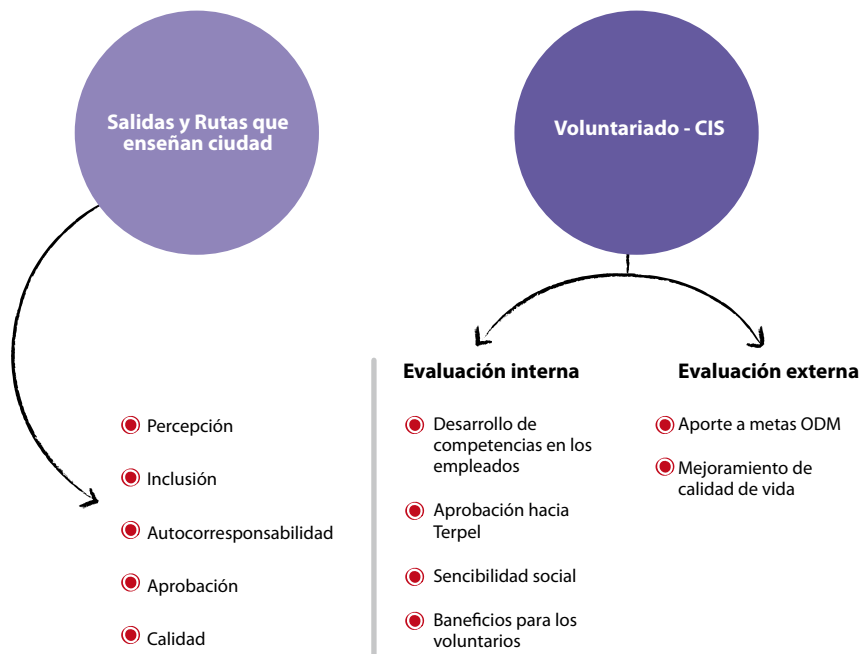 Salidas y Rutas que
enseñan ciudad
Percepción
Inclusión
Autocorresponsabilidad
Aprobación
Calidad
Voluntariado - CIS
Evaluación interna
Desarrollo de
competencias en los
empleados
Aprobación hacia
Terpel
Sencibilidad social
Baneficios para los
voluntarios
Evaluación externa
Aporte a metas ODM
Mejoramiento de
calidad de vida